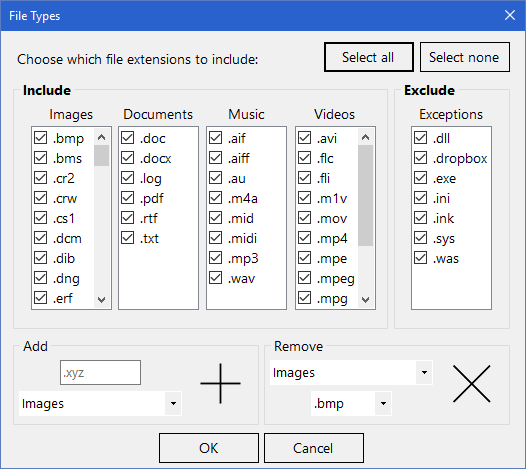 File Types
Choose which file extensions to include:
Select all
Select none
Include
Images
.bmp
.bms
.cr2
.crw
.cs1
.dcm
.dib
.dng
.erf
Documents
.doc
.docx
.log
.pdf
.rtf
.txt
Music
.aif
.aiff
.au
.m4a
.mid
.midi
.mp3
.wav
Videos
.avi
.flc
.fli
.m1v
.mov
.mp4
.mpe
.mpeg
.mpg
Exclude
Exceptions
.dll
.dropbox
.exe
.ini
.ink
.sys
.was
Add
.xyz
Images
Remove
Images
.bmp
OK
Cancel